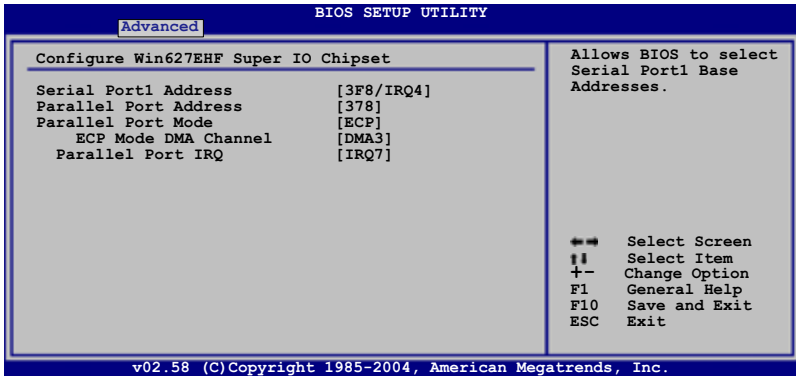 BIOS SETUP UTILITY
Advanced
Configure Win627EHF Super IO Chipset
Serial Port1 Address [3F8/IRQ4]
Parallel Port Address [378]
Parallel Port Mode [ECP]
ECP Mode DMA Channel [DMA3]
Parallel Port IRQ [IRQ7]
Allows BIOS to select
Serial Port1 Base
Addresses.
Select Screen
Select Item
+- Change Option
F1 General Help
F10 Save and Exit
ESC Exit
v02.58 (C)Copyright 1985-2004, American Megatrends, Inc.